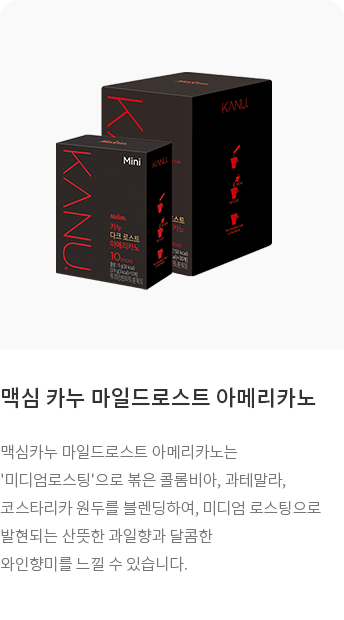 KANU
KANU
Mini
Maxim
카누
다크 로스트
아메리카노
10
맥심 카누 마일드로스트 아메리카노
맥심카누 마일드로스트 아메리카노는
'미디엄로스팅'으로 볶은 콜롬비아, 과테말라,
코스타리카 원두를 블렌딩하여, 미디엄 로스팅으로
발현되는 산뜻한 과일향과 달콤한
와인향미를 느낄 수 있습니다.